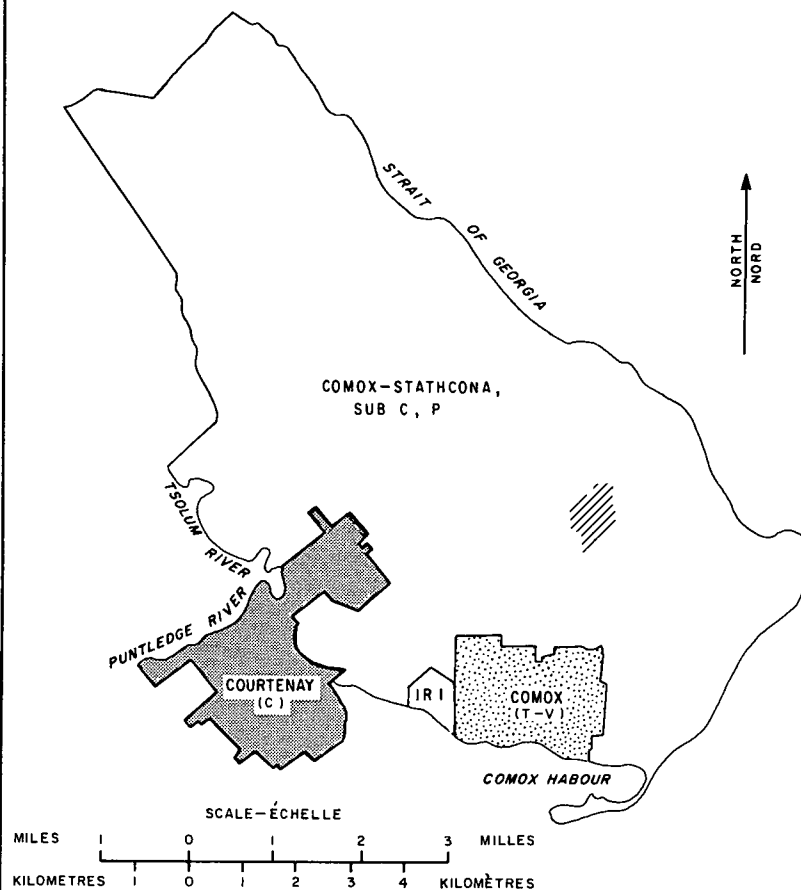 STRAIT OF GEORGIA
NORTH
NORD
COMOX-STATHCONA,
SUB C, P
TSOLUM RIVER
PUNTLEDGE RIVER
COURTENAY
(C)
IR I
COMOX
(T-V)
COMOX HABOUR
SCALE-ÉCHELLE
MILES 1 0 1 2 3 MILLES
KILOMETRES 1 0 1 2 3 4 KILOMÈTRES